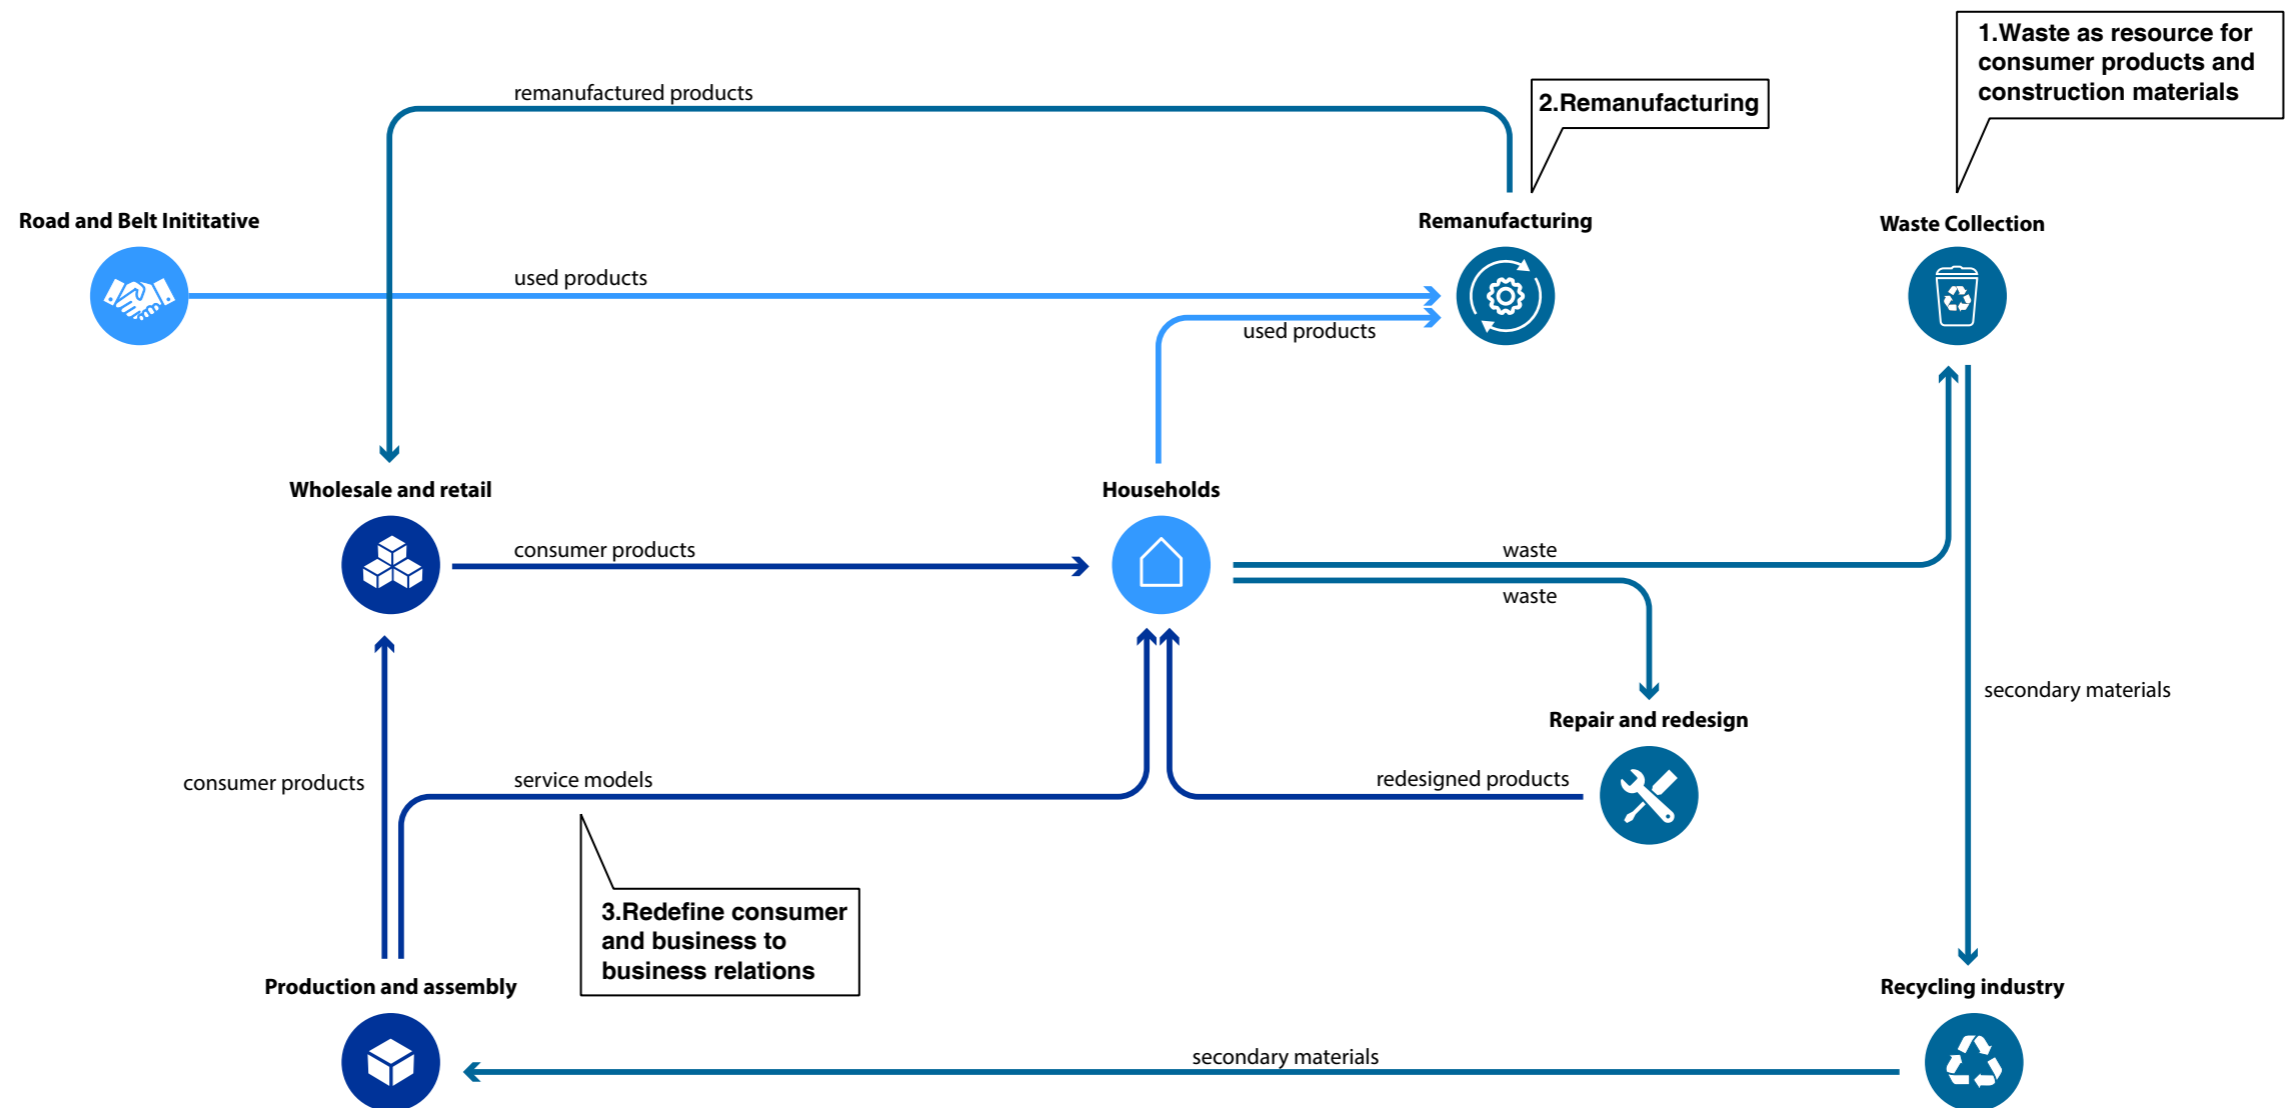 1.Waste as resource for
consumer products and
construction materials
remanufactured products
2.Remanufacturing
Road and Belt Inititative
Remanufacturing
Waste Collection
used products
used products
Wholesale and retail
Households
consumer products
waste
waste
secondary materials
Repair and redesign
consumer products
service models
redesigned products
3.Redefine consumer
and business to
business relations
Production and assembly
Recycling industry
secondary materials